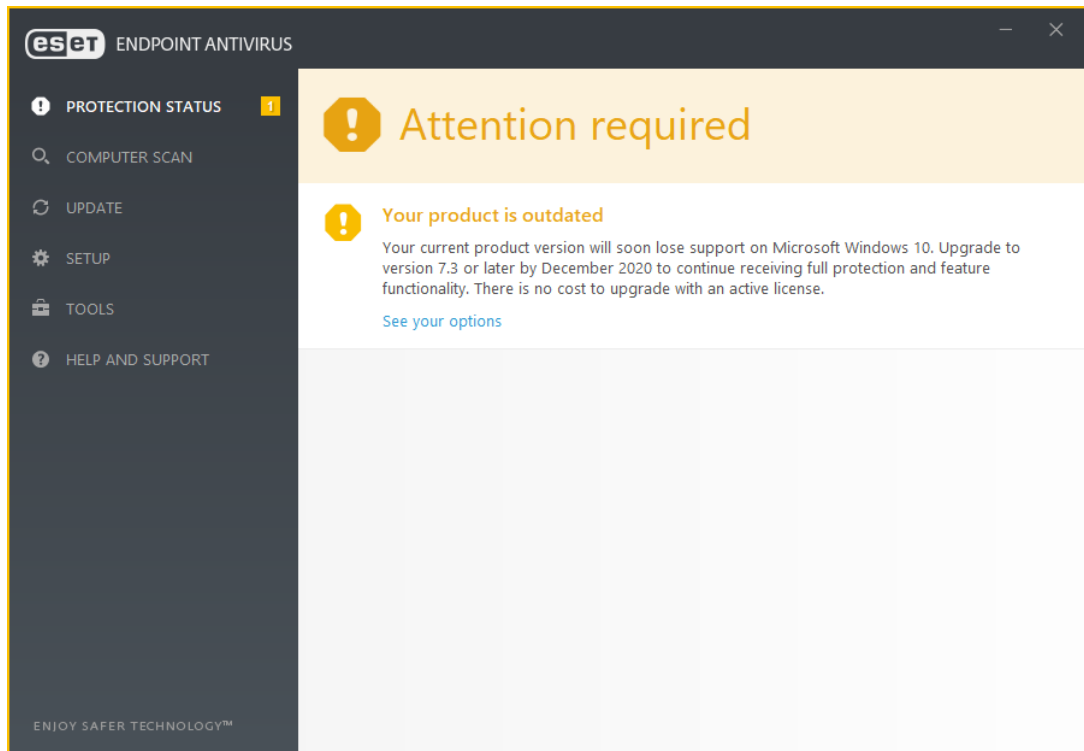 eseT ENDPOINT ANTIVIRUS
PROTECTION STATUS 1
COMPUTER SCAN
UPDATE
SETUP
TOOLS
HELP AND SUPPORT
ENJOY SAFER TECHNOLOGY™
Attention required
Your product is outdated
Your current product version will soon lose support on Microsoft Windows 10. Upgrade to
version 7.3 or later by December 2020 to continue receiving full protection and feature
functionality. There is no cost to upgrade with an active license.
See your options